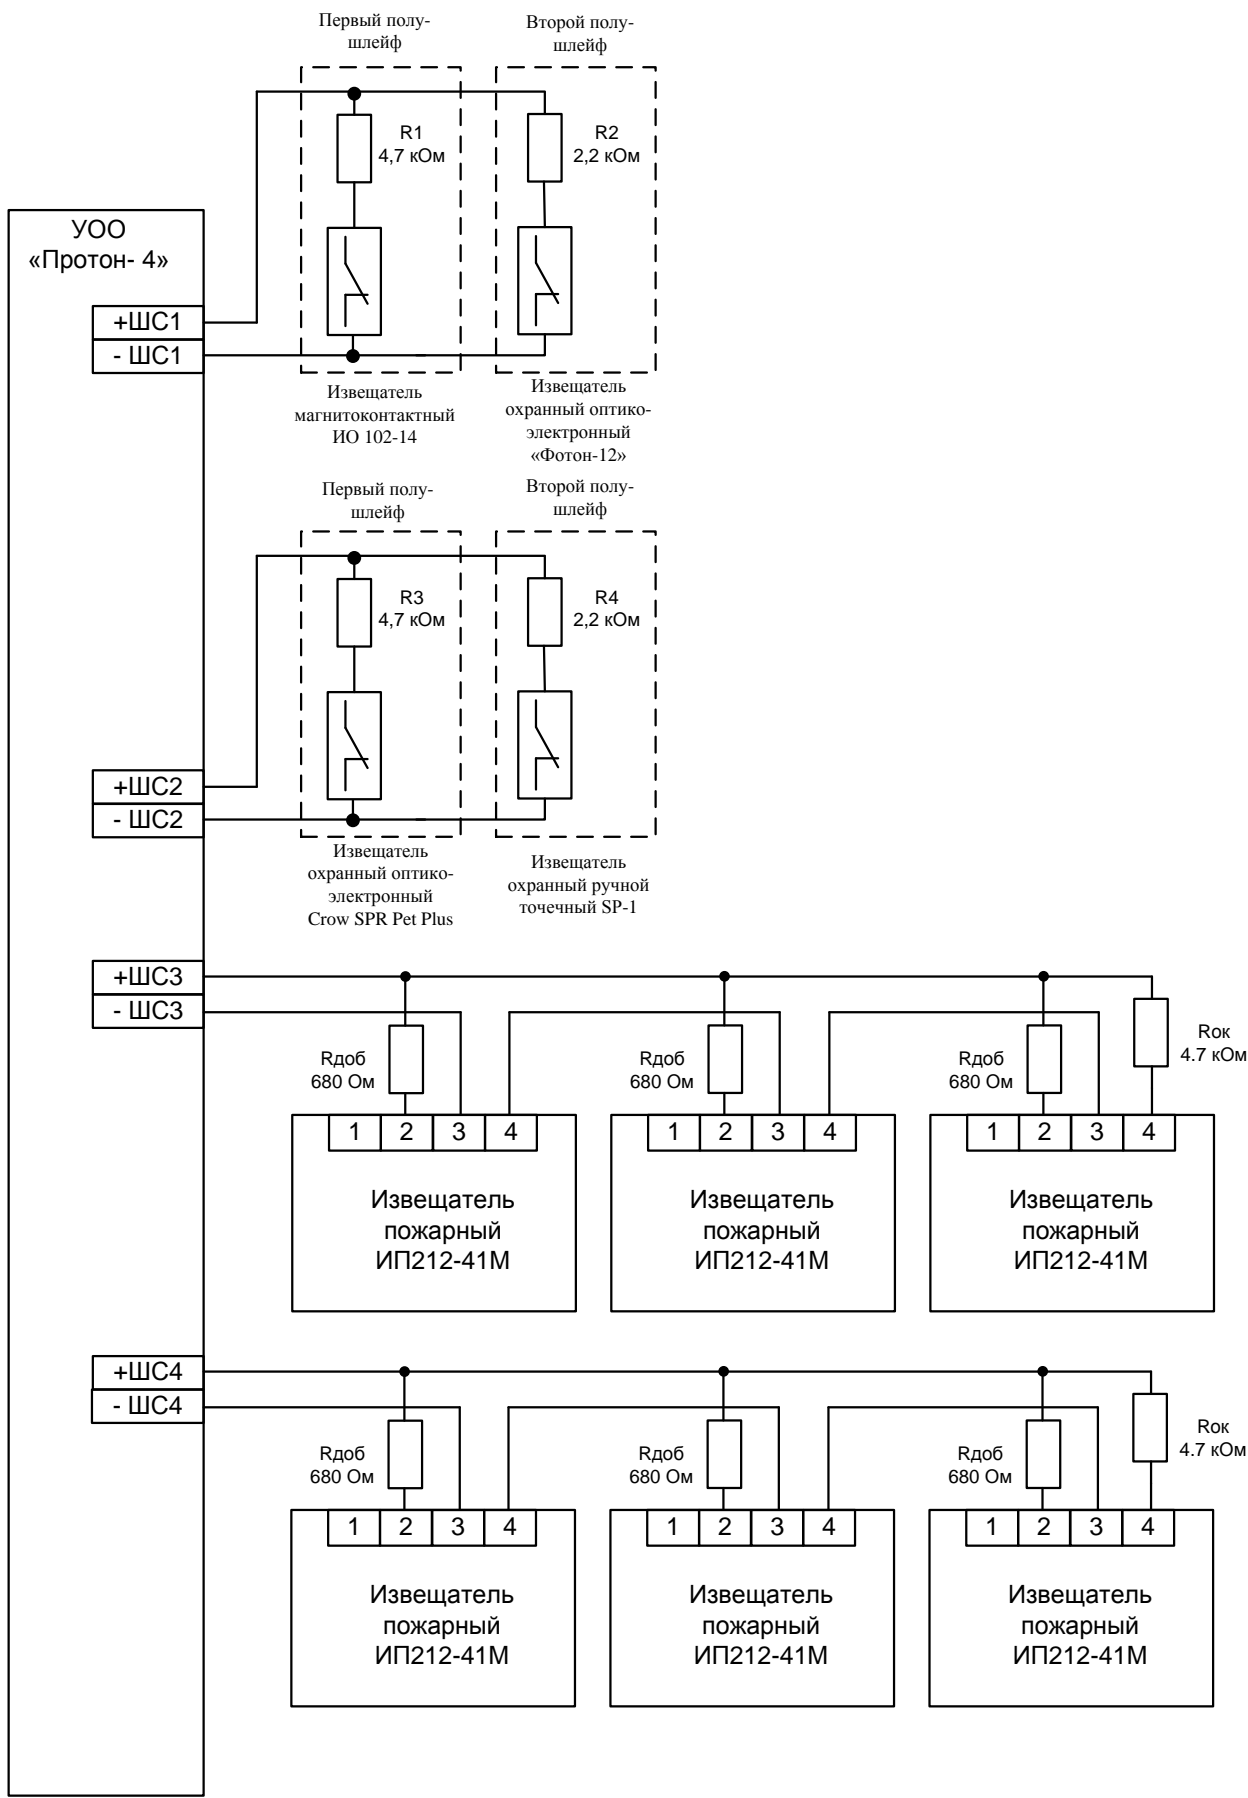 Первый полу-
шлейф
Второй полу-
шлейф
R1
4,7 кОм
R2
2,2 кОм
УОО
«Протон- 4»
+ШС1
- ШС1
Извещатель
магнитоконтактный
ИО 102-14
Извещатель
охранный оптико-
электронный
«Фотон-12»
Первый полу-
шлейф
Второй полу-
шлейф
R3
4,7 кОм
R4
2,2 кОм
+ШС2
- ШС2
Извещатель
охранный оптико-
электронный
Crow SPR Pet Plus
Извещатель
охранный ручной
точечный SP-1
+ШС3
- ШС3
Rдоб
680 Ом
Rдоб
680 Ом
Rдоб
680 Ом
Rок
4.7 кОм
1 2 3 4
1 2 3 4
1 2 3 4
Извещатель
пожарный
ИП212-41М
Извещатель
пожарный
ИП212-41М
Извещатель
пожарный
ИП212-41М
+ШС4
- ШС4
Rдоб
680 Ом
Rдоб
680 Ом
Rдоб
680 Ом
Rок
4.7 кОм
1 2 3 4
1 2 3 4
1 2 3 4
Извещатель
пожарный
ИП212-41М
Извещатель
пожарный
ИП212-41М
Извещатель
пожарный
ИП212-41М